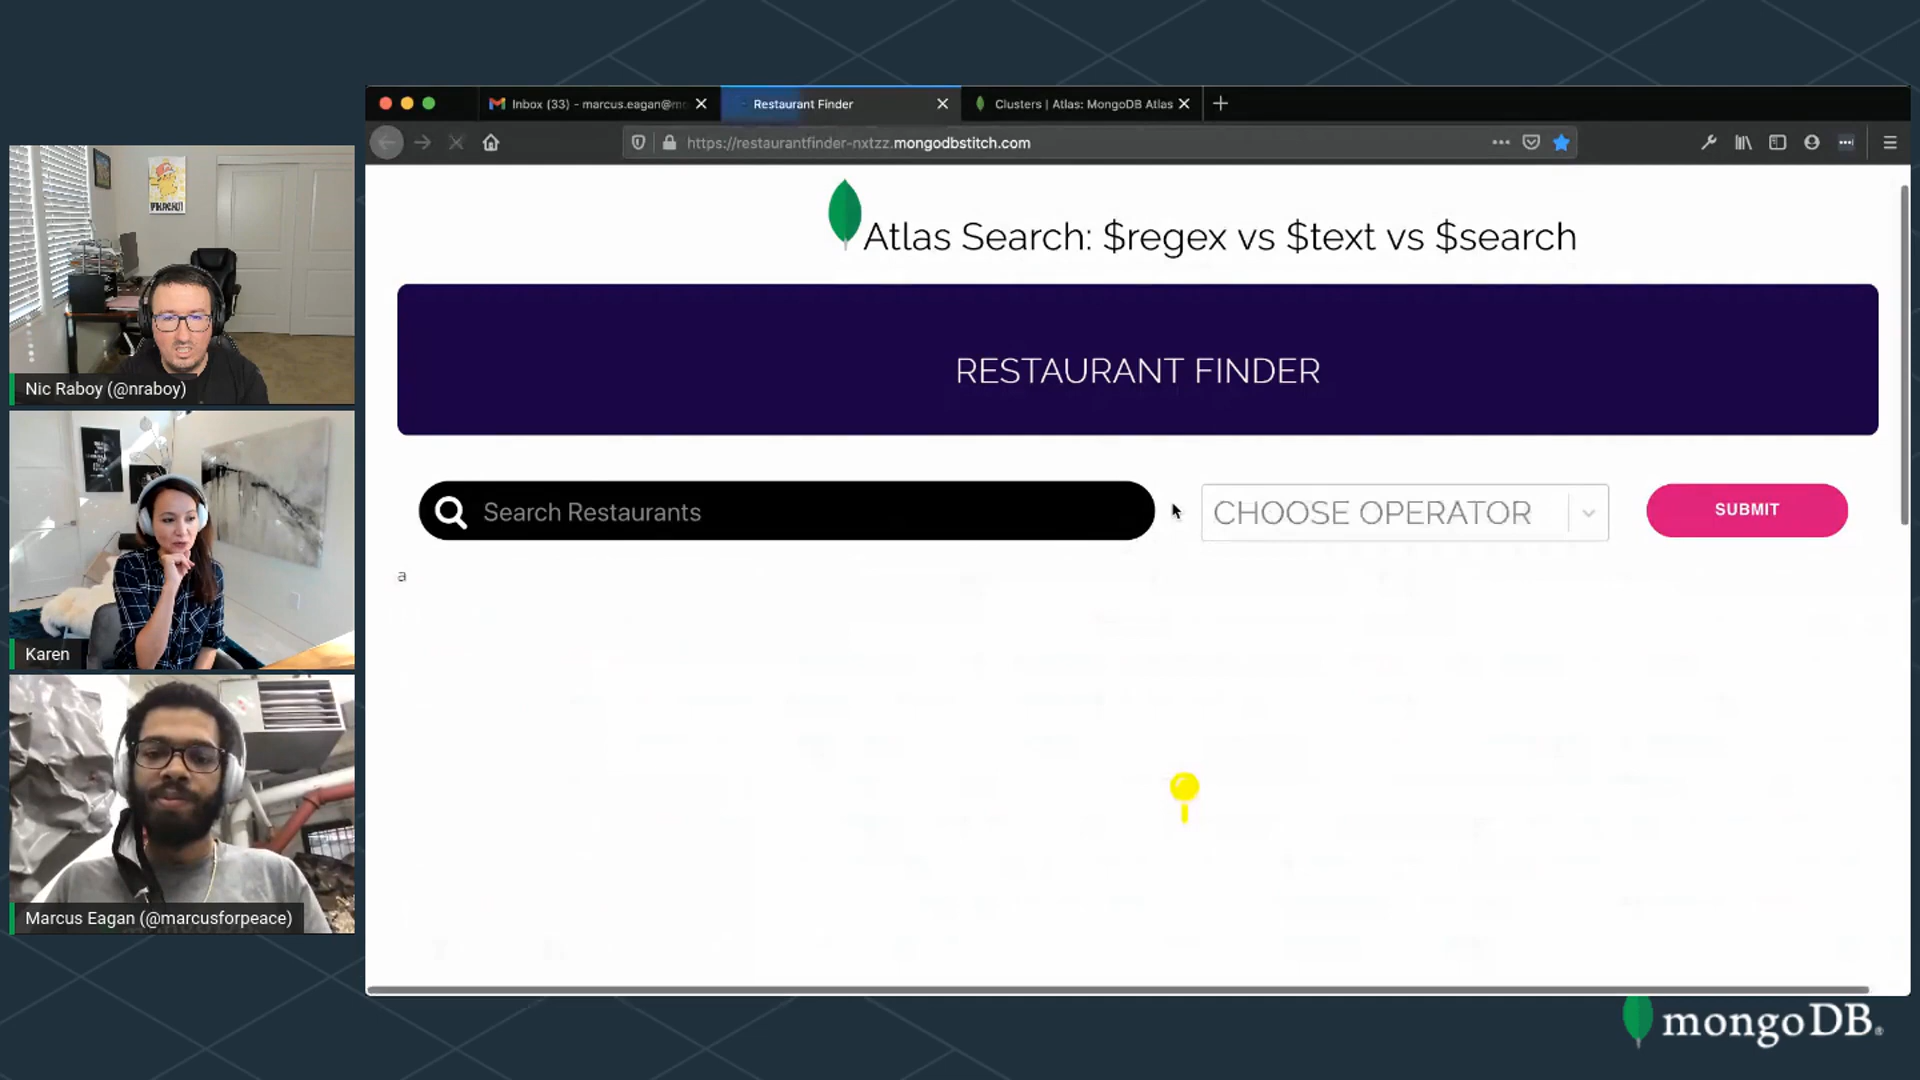 Inbox (33) - marcus.eagan@m
Restaurant Finder
Clusters | Atlas: MongoDB Atlas
https://restaurantfinder-nxtzz.mongodbstitch.com
Atlas Search: $regex vs $text vs $search
RESTAURANT FINDER
Search Restaurants
CHOOSE OPERATOR
SUBMIT
a
PIKACHU!
Nic Raboy (@nraboy)
Karen
Marcus Eagan (@marcusforpeace)
mongoDB®